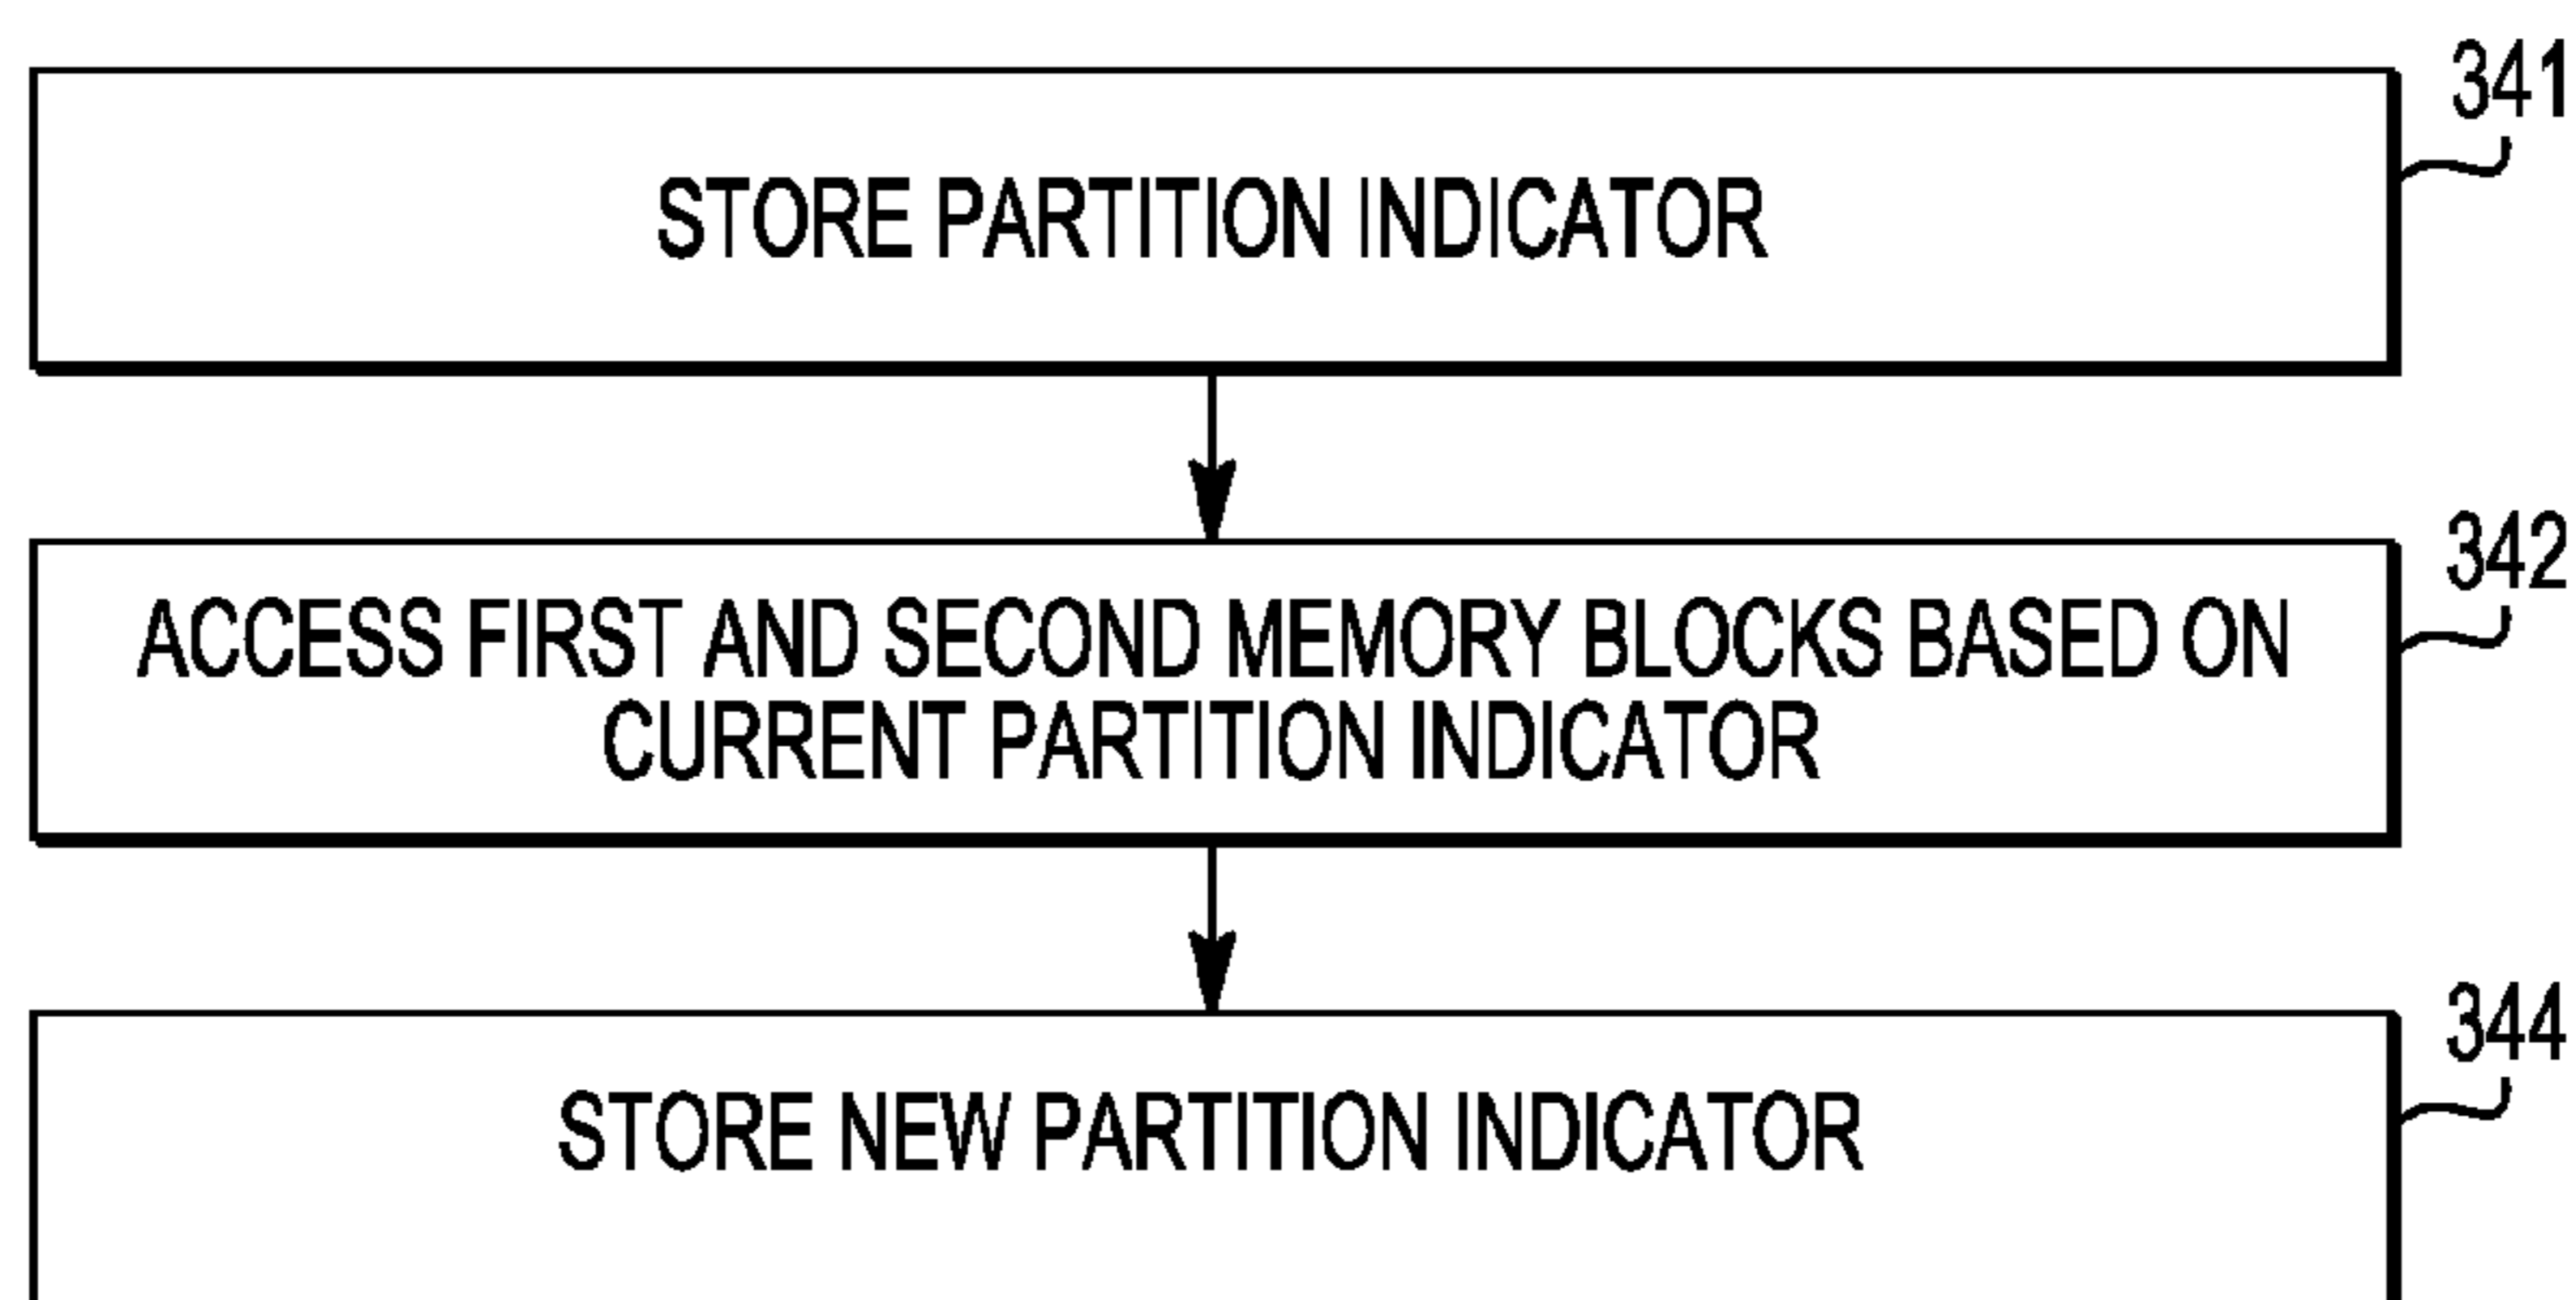 341
STORE PARTITION INDICATOR
342
ACCESS FIRST AND SECOND MEMORY BLOCKS BASED ON
CURRENT PARTITION INDICATOR
344
STORE NEW PARTITION INDICATOR